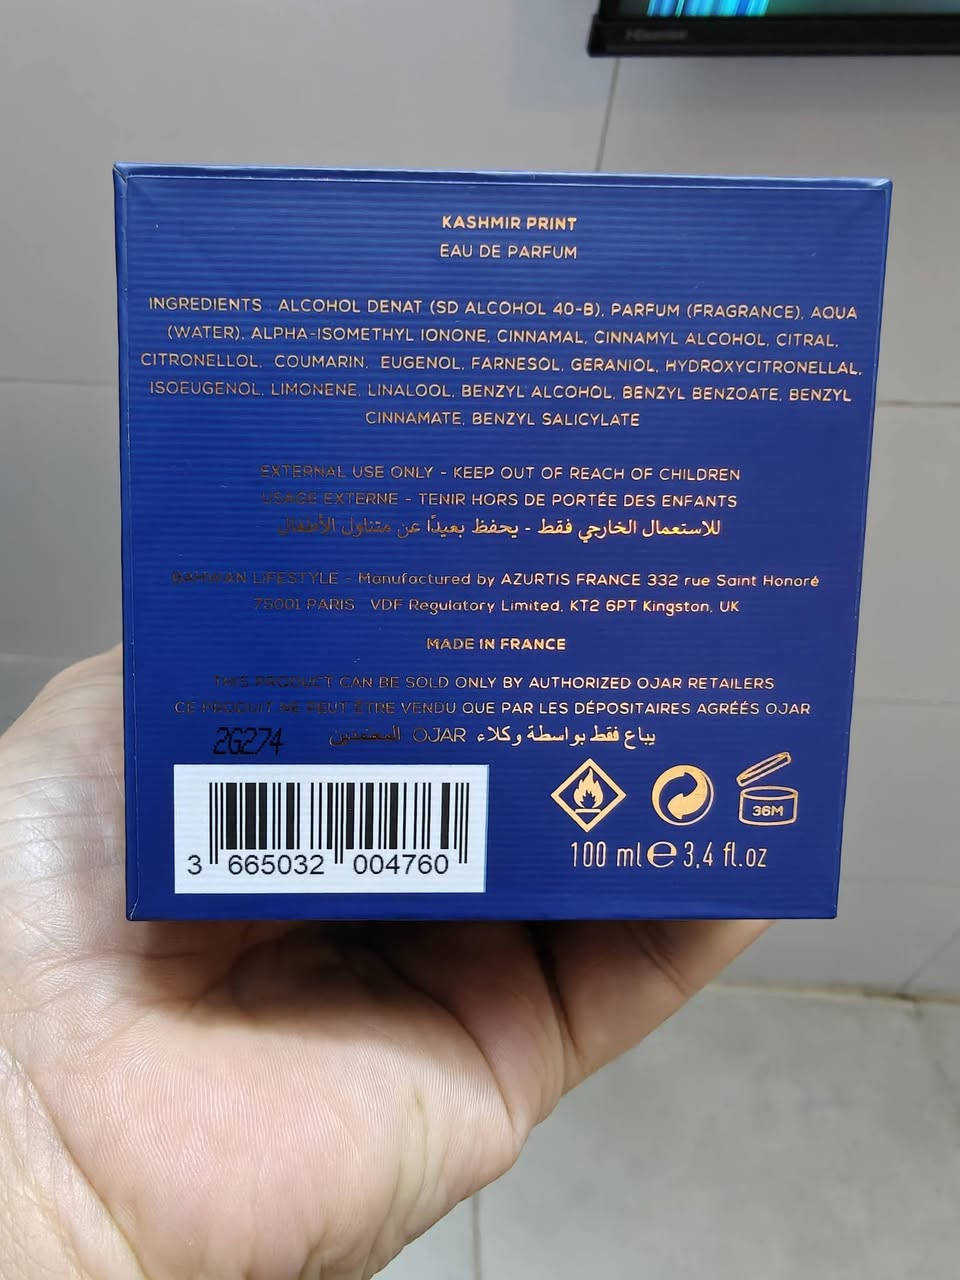 Hisense
KASHMIR PRINT
EAU DE PARFUM
INGREDIENTS : ALCOHOL DENAT (SD ALCOHOL 40-B), PARFUM (FRAGRANCE), AQUA
(WATER), ALPHA-ISOMETHYL IONONE, CINNAMAL, CINNAMYL ALCOHOL, CITRAL,
CITRONELLOL, COUMARIN, EUGENOL, FARNESOL, GERANIOL, HYDROXYCITRONELLAL,
ISOEUGENOL, LIMONENE, LINALOOL, BENZYL ALCOHOL, BENZYL BENZOATE, BENZYL
CINNAMATE, BENZYL SALICYLATE
EXTERNAL USE ONLY - KEEP OUT OF REACH OF CHILDREN
USAGE EXTERNE - TENIR HORS DE PORTÉE DES ENFANTS
للاستعمال الخارجي فقط - يحفظ بعيدًا عن متناول الأطفال
LIFESTYLE - Manufactured by AZURTIS FRANCE 332 rue Saint Honoré
75001 PARIS VDF Regulatory Limited, KT2 6PT Kingston, UK
MADE IN FRANCE
THIS PRODUCT CAN BE SOLD ONLY BY AUTHORIZED OJAR RETAILERS
CE PRODUIT NE PEUT ÊTRE VENDU QUE PAR LES DÉPOSITAIRES AGRÉÉS OJAR
يباع فقط بواسطة وكلاء OJAR المعتمدين
2G274
36M
3 665032 004760
100 ml e 3,4 fl.oz